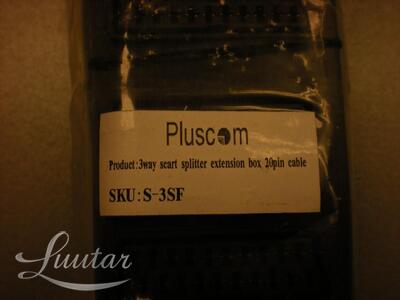 Pluscom
Product:3way scart splitter extension box 20pin cable
SKU:S-3SF
Luutar